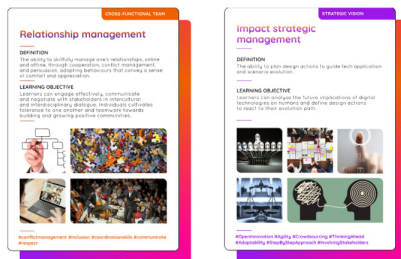 CROSS-FUNCTIONAL TEAM
Relationship management
DEFINITION
The ability to skillfully manage one's relationships, online
and offline, through cooperation, conflict management,
and persuasion, adapting behaviours that convey a sense
of comfort and appreciation.
LEARNING OBJECTIVE
Learners can engage effectively, communicate
and negotiate with stakeholders in intercultural
and interdisciplinary dialogue. Individuals cultivates
tolerance to one another and teamwork towards
building and growing positive communities.
#conflictmanagement #inclusion #coordinationskills #communicate
#respect
STRATEGIC VISION
Impact strategic
management
DEFINITION
The ability to plan design actions to guide tech application
and scenario evolution.
LEARNING OBJECTIVE
Learners can analyse the future implications of digital
technologies on humans and define design actions
to react to their evolution path.
#OpenInnovation #Agility #Crowdsourcing #ThinkingAhead
#Adaptability #StepByStepApproach #InvolvingStakeholders